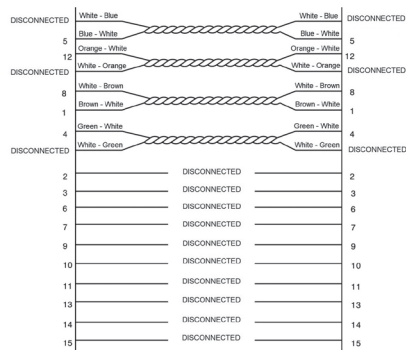 DISCONNECTED White - Blue White - Blue DISCONNECTED
5 Blue - White Blue - White 5
12 Orange - White Orange - White 12
DISCONNECTED White - Orange White - Orange DISCONNECTED
8 White - Brown White - Brown 8
1 Brown - White Brown - White 1
4 Green - White Green - White 4
DISCONNECTED White - Green White - Green DISCONNECTED
2 DISCONNECTED 2
3 DISCONNECTED 3
6 DISCONNECTED 6
7 DISCONNECTED 7
9 DISCONNECTED 9
10 DISCONNECTED 10
11 DISCONNECTED 11
13 DISCONNECTED 13
14 DISCONNECTED 14
15 DISCONNECTED 15